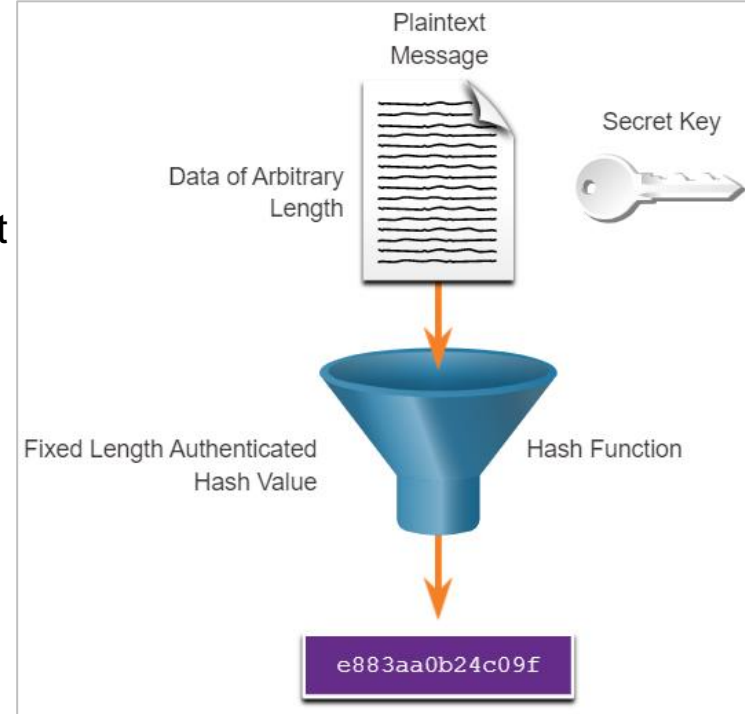 Plaintext
Message
Secret Key
Data of Arbitrary
Length
t
Fixed Length Authenticated
Hash Value
Hash Function
e883aa0b24c09f